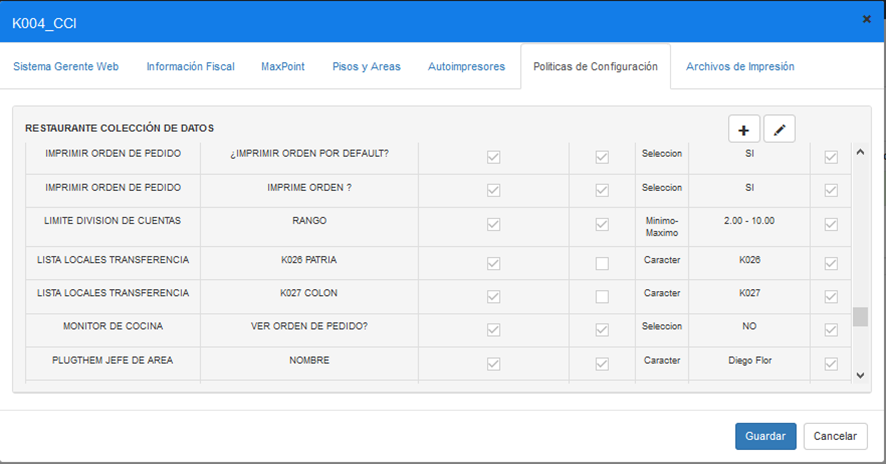 K004_CCI
Sistema Gerente Web Información Fiscal MaxPoint Pisos y Areas Autoimpresores Politicas de Configuración Archivos de Impresión
RESTAURANTE COLECCIÓN DE DATOS
IMPRIMIR ORDEN DE PEDIDO ¿IMPRIMIR ORDEN POR DEFAULT? Seleccion SI
IMPRIMIR ORDEN DE PEDIDO IMPRIME ORDEN ? Seleccion SI
LIMITE DIVISION DE CUENTAS RANGO Minimo- 2.00 - 10.00
Maximo
LISTA LOCALES TRANSFERENCIA K026 PATRIA Caracter K026
LISTA LOCALES TRANSFERENCIA K027 COLON Caracter K027
MONITOR DE COCINA VER ORDEN DE PEDIDO? Seleccion NO
PLUGTHEM JEFE DE AREA NOMBRE Caracter Diego Flor
Guardar Cancelar